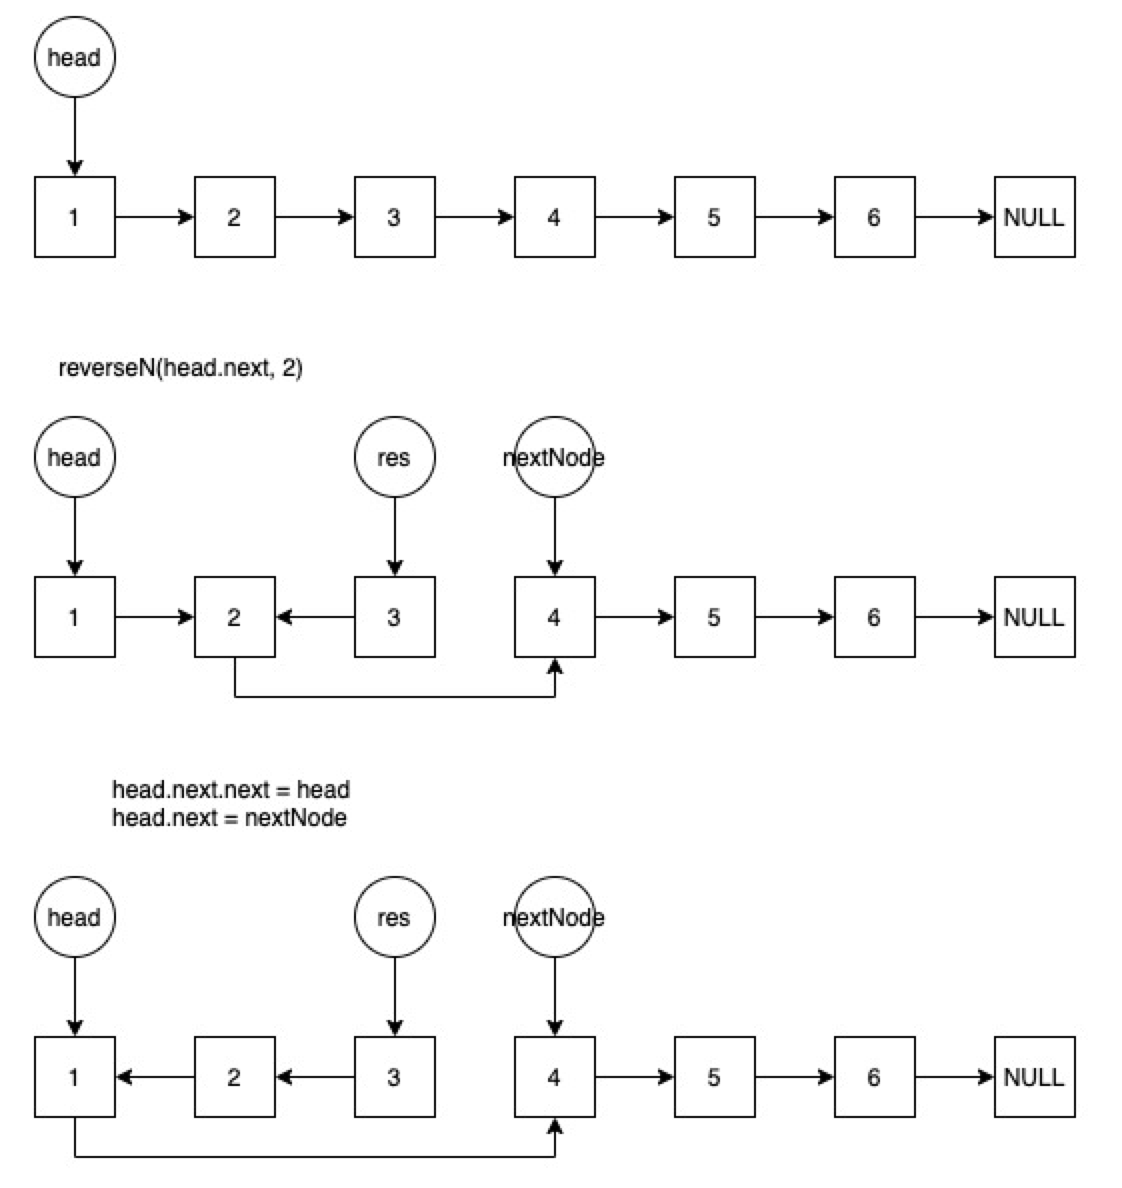 head
1 2 3 4 5 6 NULL
reverseN(head.next, 2)
head res nextNode
1 2 3 4 5 6 NULL
head.next.next = head
head.next = nextNode
head res nextNode
1 2 3 4 5 6 NULL